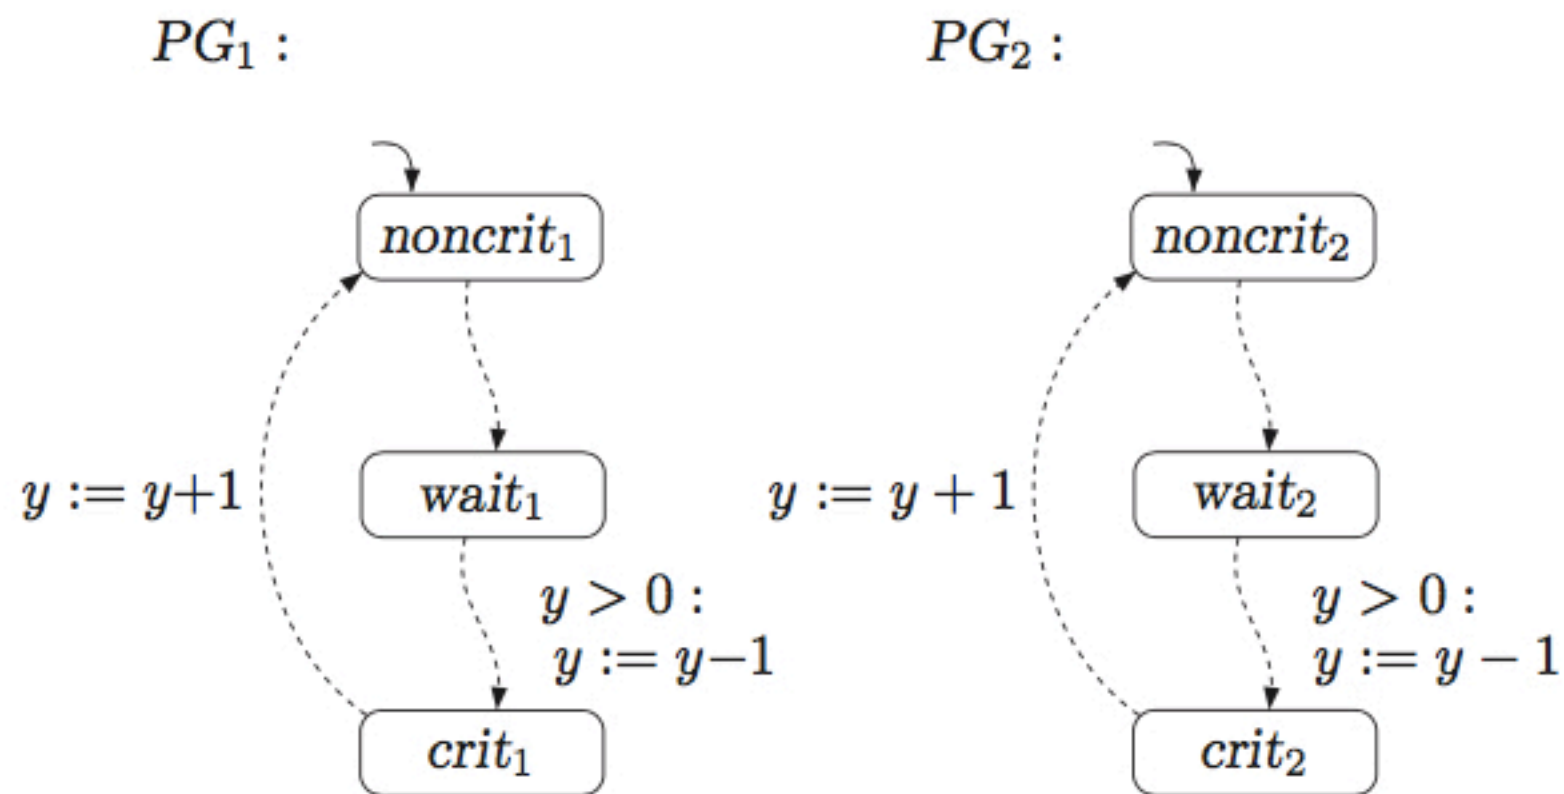 PG₁ :
noncrit₁
wait₁
y := y+1
y > 0 :
y := y−1
crit₁
PG₂ :
noncrit₂
wait₂
y := y + 1
y > 0 :
y := y − 1
crit₂